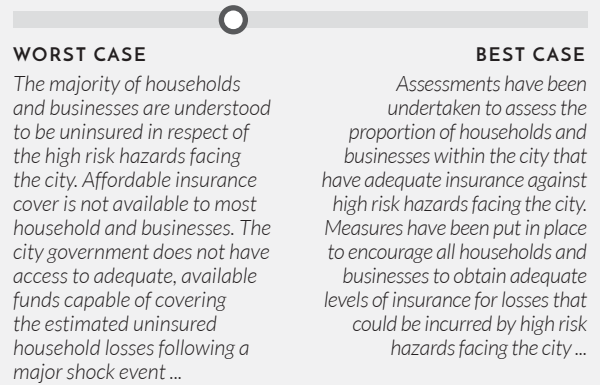 WORST CASE
The majority of households
and businesses are understood
to be uninsured in respect of
the high risk hazards facing
the city. Affordable insurance
cover is not available to most
household and businesses. The
city government does not have
access to adequate, available
funds capable of covering
the estimated uninsured
household losses following a
major shock event ...
BEST CASE
Assessments have been
undertaken to assess the
proportion of households and
businesses within the city that
have adequate insurance against
high risk hazards facing the city.
Measures have been put in place
to encourage all households and
businesses to obtain adequate
levels of insurance for losses that
could be incurred by high risk
hazards facing the city ...